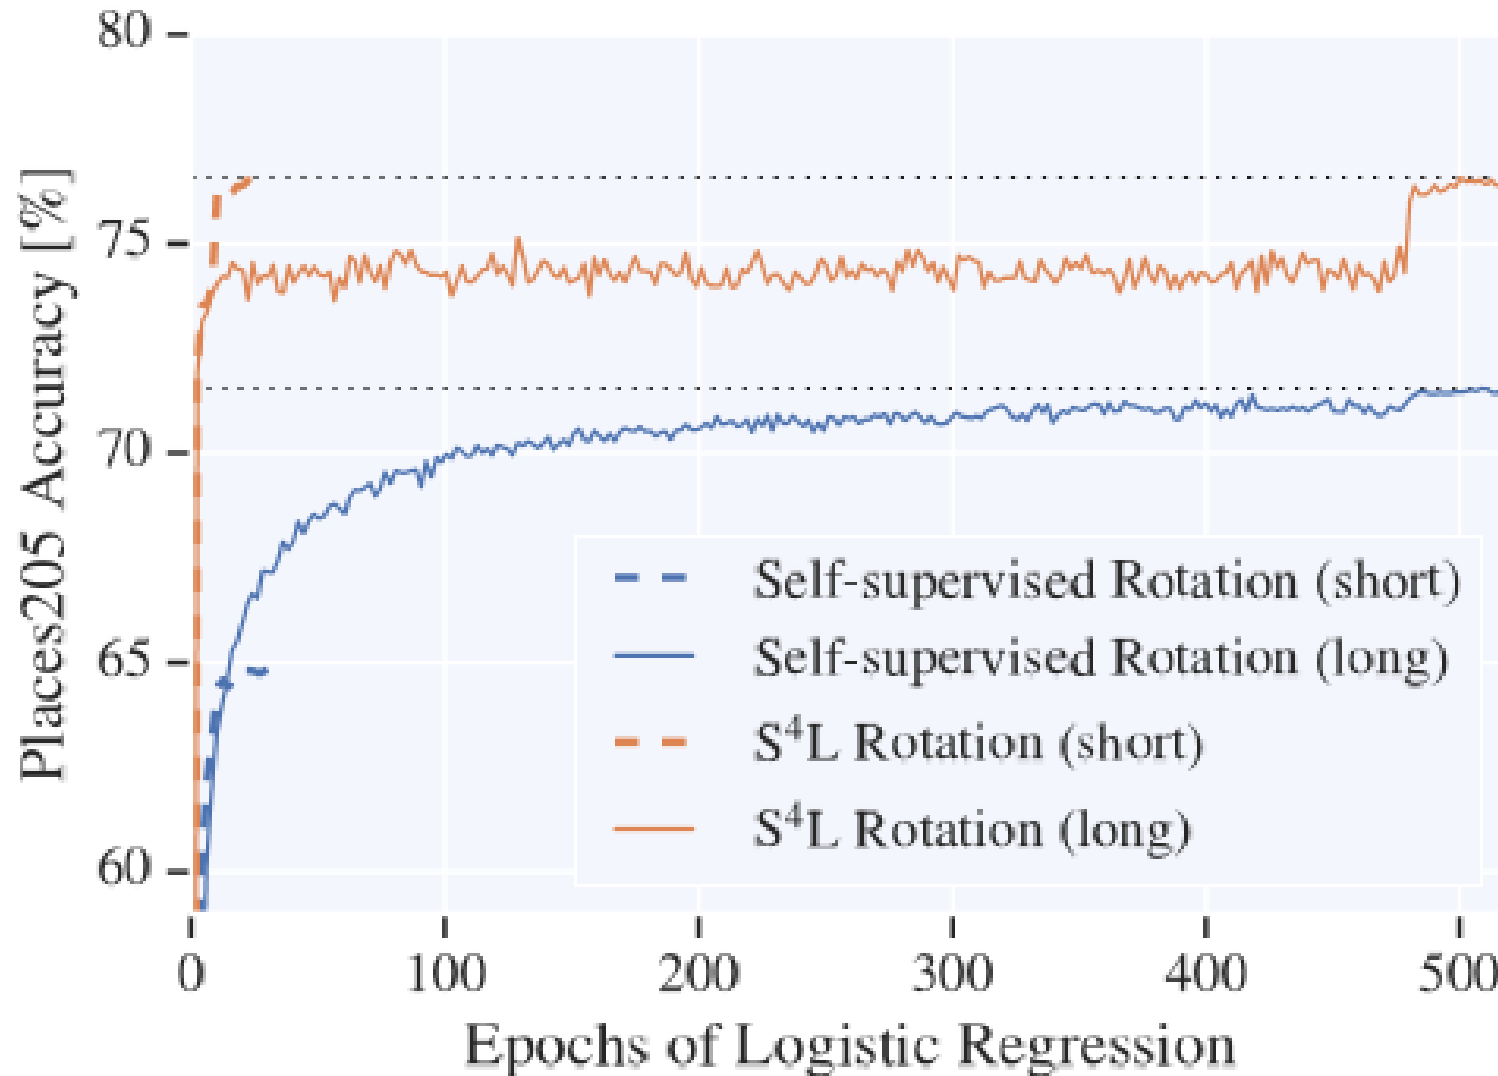 80
75
70
65
60
Places205 Accuracy [%]
Self-supervised Rotation (short)
Self-supervised Rotation (long)
S⁴L Rotation (short)
S⁴L Rotation (long)
0 100 200 300 400 500
Epochs of Logistic Regression